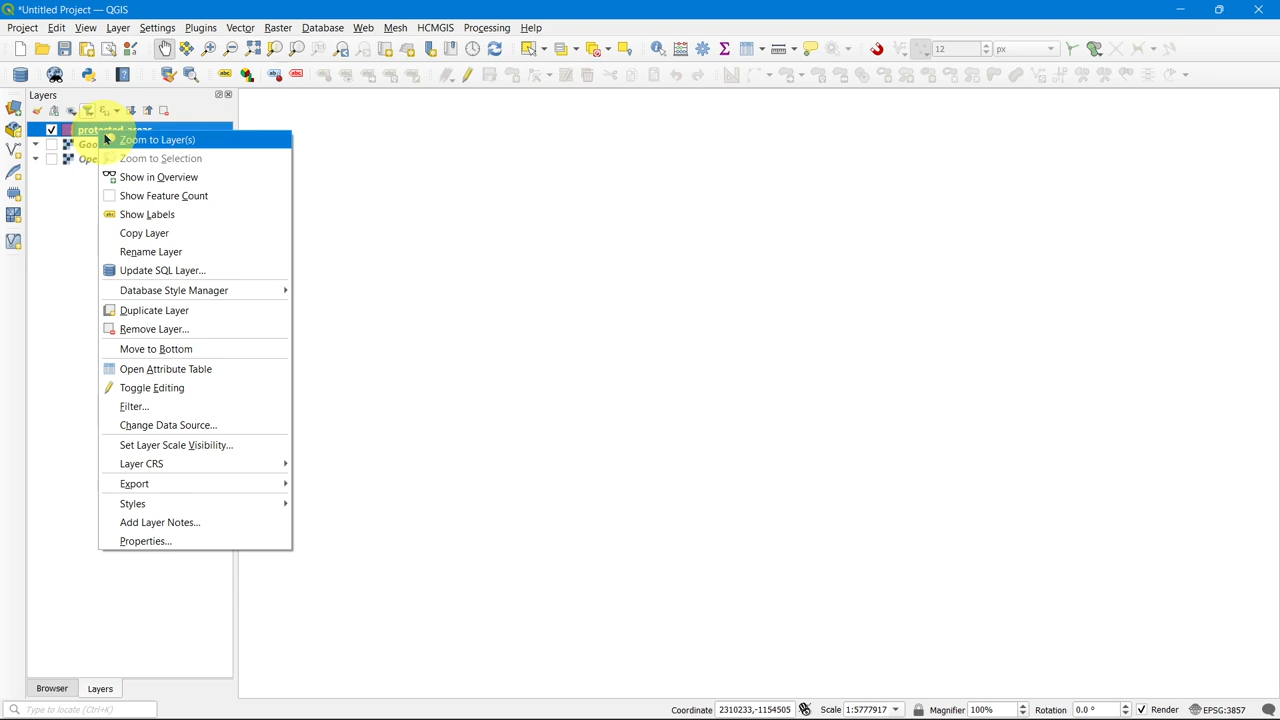 *Untitled Project — QGIS
Project Edit View Layer Settings Plugins Vector Raster Database Web Mesh HCMGIS Processing Help
12 px
Layers
protected_areas
Goo
Ope
Zoom to Layer(s)
Zoom to Selection
Show in Overview
Show Feature Count
Show Labels
Copy Layer
Rename Layer
Update SQL Layer...
Database Style Manager
Duplicate Layer
Remove Layer...
Move to Bottom
Open Attribute Table
Toggle Editing
Filter...
Change Data Source...
Set Layer Scale Visibility...
Layer CRS
Export
Styles
Add Layer Notes...
Properties...
Browser Layers
Type to locate (Ctrl+K) Coordinate 2310233,-1154505 Scale 1:5777917 Magnifier 100% Rotation 0.0 ° Render EPSG:3857